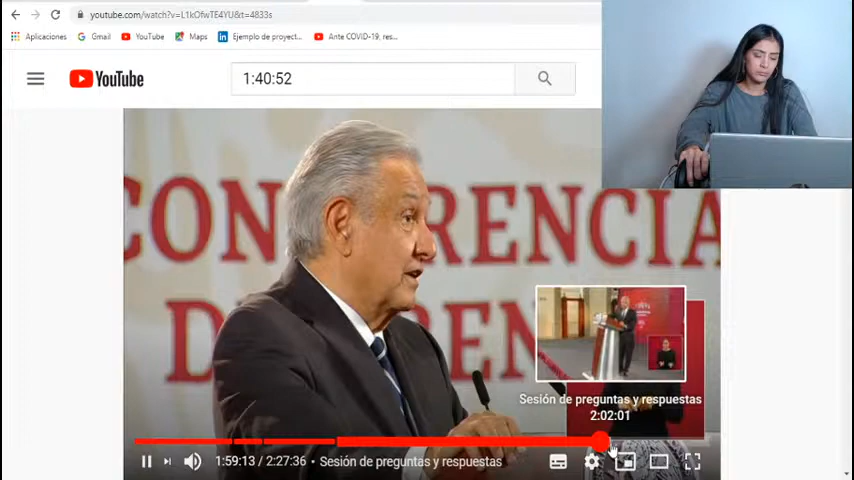 youtube.com/watch?v=L1kOfwTE4YU&t=4833s
Aplicaciones
Gmail
YouTube
Maps
Ejemplo de proyect...
Ante COVID-19, res...
YouTube
1:40:52
CONFERENCIA
DE PREN
Sesión de preguntas y respuestas
2:02:01
1:59:13 / 2:27:36 • Sesión de preguntas y respuestas